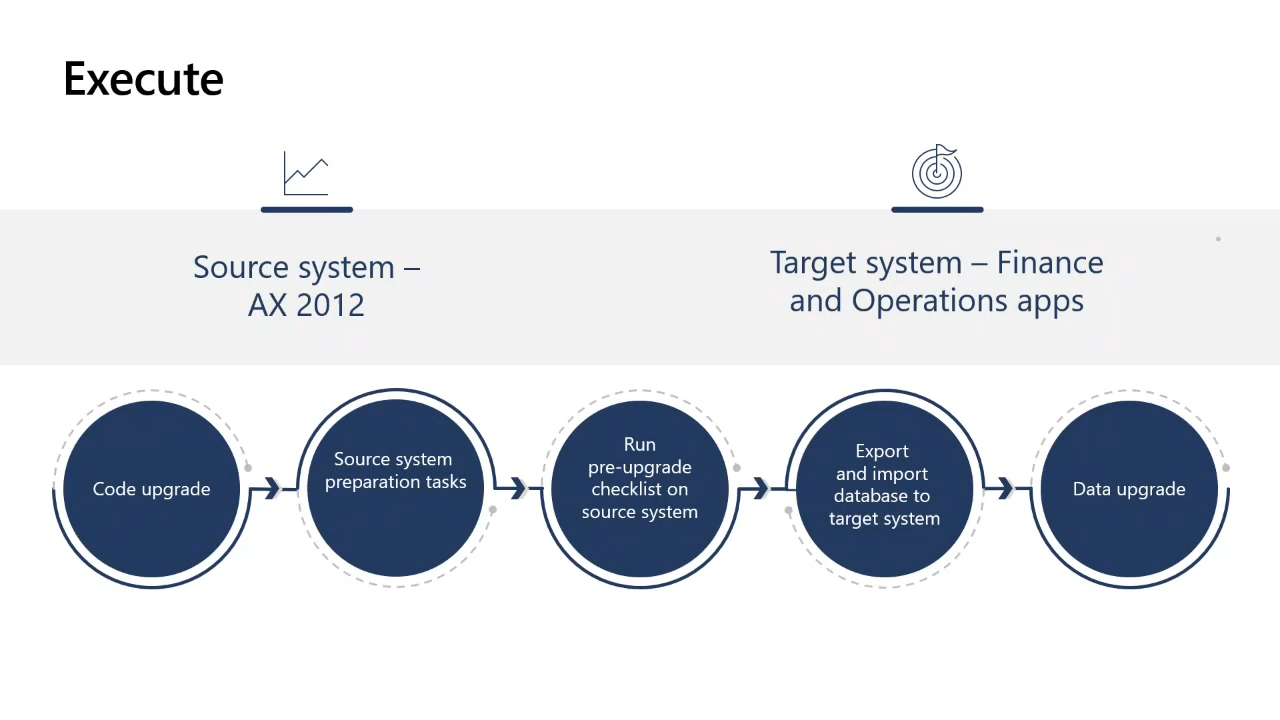 Execute
Source system –
AX 2012
Target system – Finance
and Operations apps
Code upgrade
Source system
preparation tasks
Run
pre-upgrade
checklist on
source system
Export
and import
database to
target system
Data upgrade